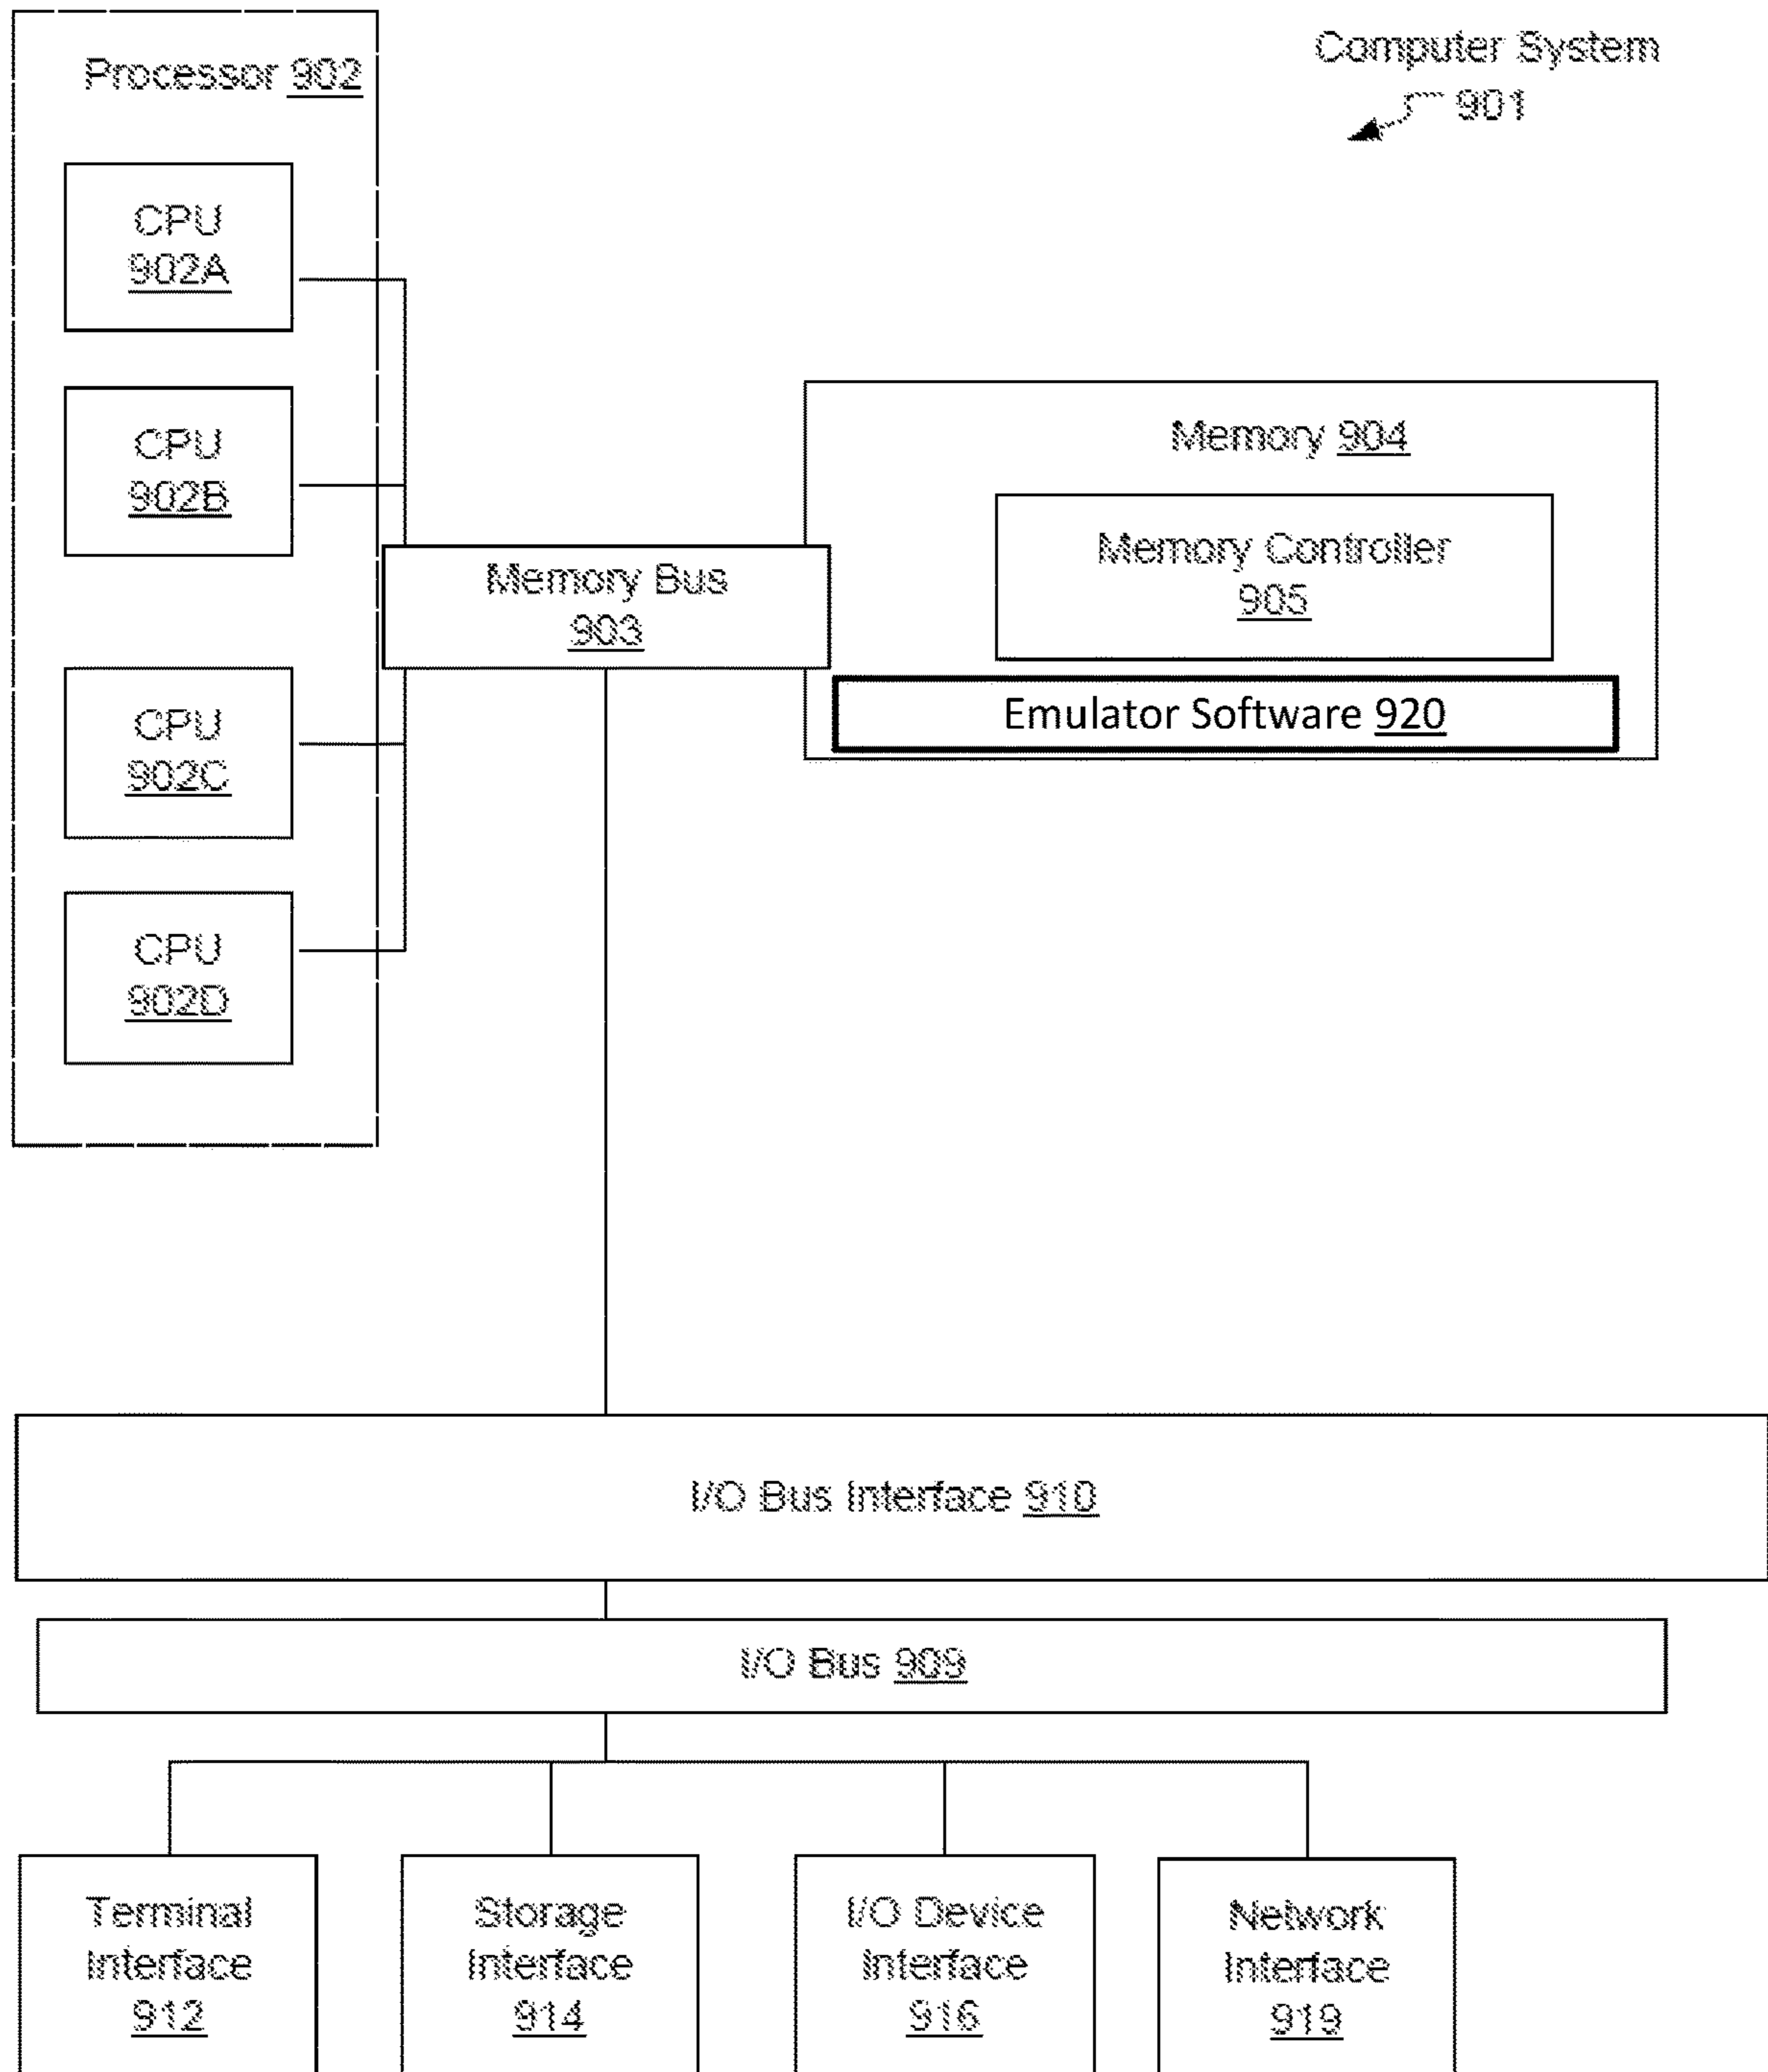 Computer System
901
Processor 902
CPU
902A
CPU
902B
CPU
902C
CPU
902D
Memory Bus
903
Memory 904
Memory Controller
905
Emulator Software 920
I/O Bus Interface 910
I/O Bus 909
Terminal
Interface
912
Storage
Interface
914
I/O Device
Interface
916
Network
Interface
919